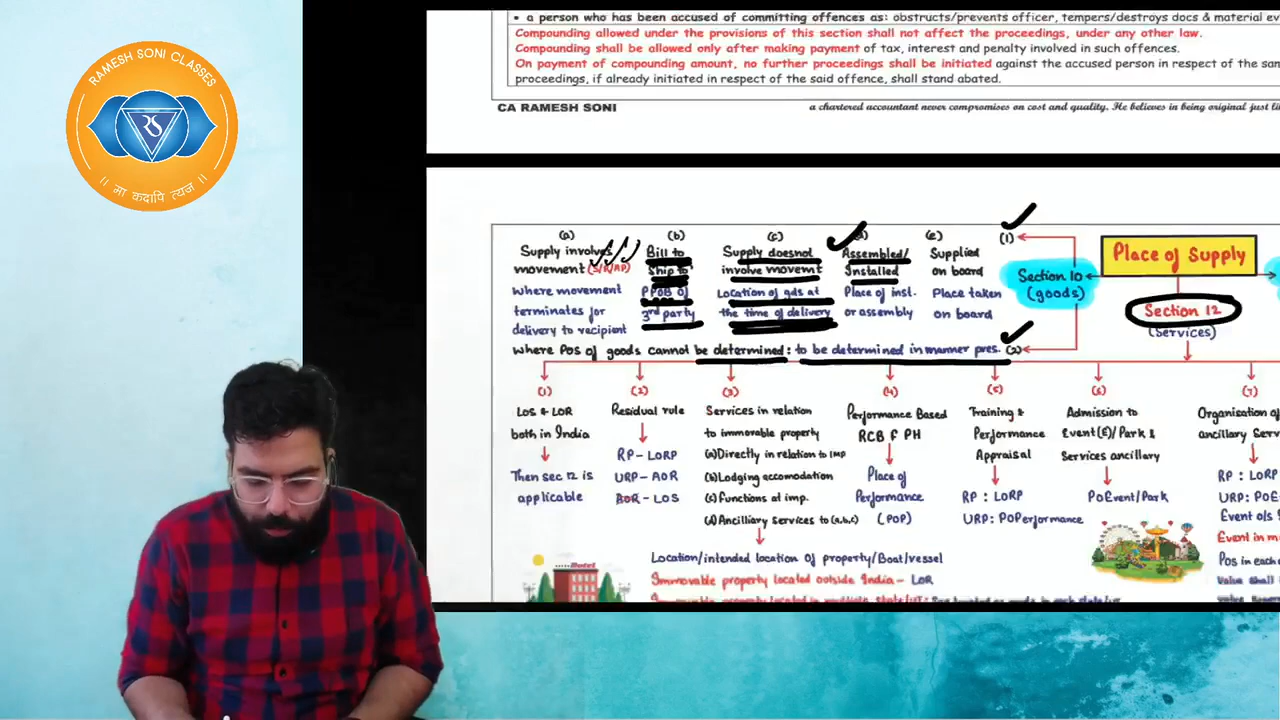 RAMESH SONI CLASSES
RS
॥ मा कदापि त्यज ॥
• a person who has been accused of committing offences as: obstructs/prevents officer, tempers/destroys docs & material
Compounding allowed under the provisions of this section shall not affect the proceedings, under any other law.
Compounding shall be allowed only after making payment of tax, interest and penalty involved in such offences.
On payment of compounding amount, no further proceedings shall be initiated against the accused person in respect of the
proceedings, if already initiated in respect of the said offence, shall stand abated.
CA RAMESH SONI
a chartered accountant never compromises on cost and quality. He believes in being original just
Place of Supply
Section 10
(goods)
Section 12
(Services)
(1)
(a)
Supply involves
movement
where movement
terminates for
delivery to recipient
(b)
Bill to
Ship to
PPOB of
3rd party
(c)
Supply doesnot
involve movemt
Location of gds at
the time of delivery
(d)
Assembled/
Installed
Place of inst.
or assembly
(e)
Supplied
on board
Place taken
on board
where POS of goods cannot be determined: to be determined in manner pres. (2)
(1)
LOS & LOR
both in India
Then sec 12 is
applicable
(2)
Residual rule
RP - LORP
URP - AOR
AOR - LOS
(3)
Services in relation
to immovable property
(a)Directly in relation to IMP
(b)Lodging accomodation
(c) Functions at imp.
(d)Ancilliary services to (a,b,c)
Location/intended location of property/Boat/vessel
Immovable property located outside India - LOR
(4)
Performance Based
RCB F PH
Place of
Performance
(POP)
(5)
Training &
Performance
Appraisal
RP : LORP
URP: POPerformance
(6)
Admission to
Event(E)/Park &
Services ancillary
PoEvent/Park
(7)
Organisation of
ancillary
RP : LORP
URP: POE
Event o/s
Event in
Pos in each
Hotel